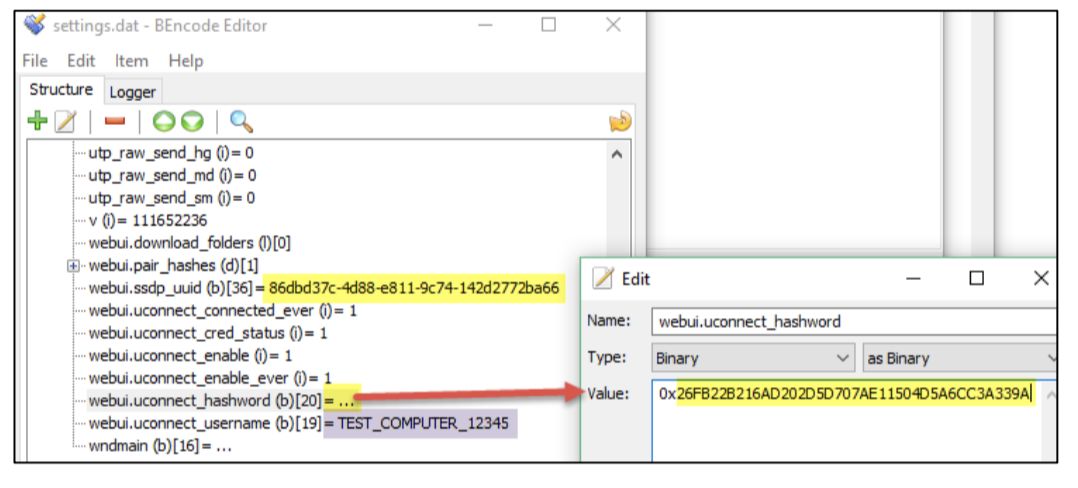 settings.dat - BEncode Editor
File Edit Item Help
Structure Logger
utp_raw_send_hg (i)= 0
utp_raw_send_md (i)= 0
utp_raw_send_sm (i)= 0
v (i)= 111652236
webui.download_folders (l)[0]
webui.pair_hashes (d)[1]
webui.ssdp_uuid (b)[36]= 86dbd37c-4d88-e811-9c74-142d2772ba66
webui.uconnect_connected_ever (i)= 1
webui.uconnect_cred_status (i)= 1
webui.uconnect_enable (i)= 1
webui.uconnect_enable_ever (i)= 1
webui.uconnect_hashword (b)[20]= ...
webui.uconnect_username (b)[19]= TEST_COMPUTER_12345
wndmain (b)[16]= ...
Edit
Name: webui.uconnect_hashword
Type: Binary as Binary
Value: 0x26FB22B216AD202D5D707AE11504D5A6CC3A339A